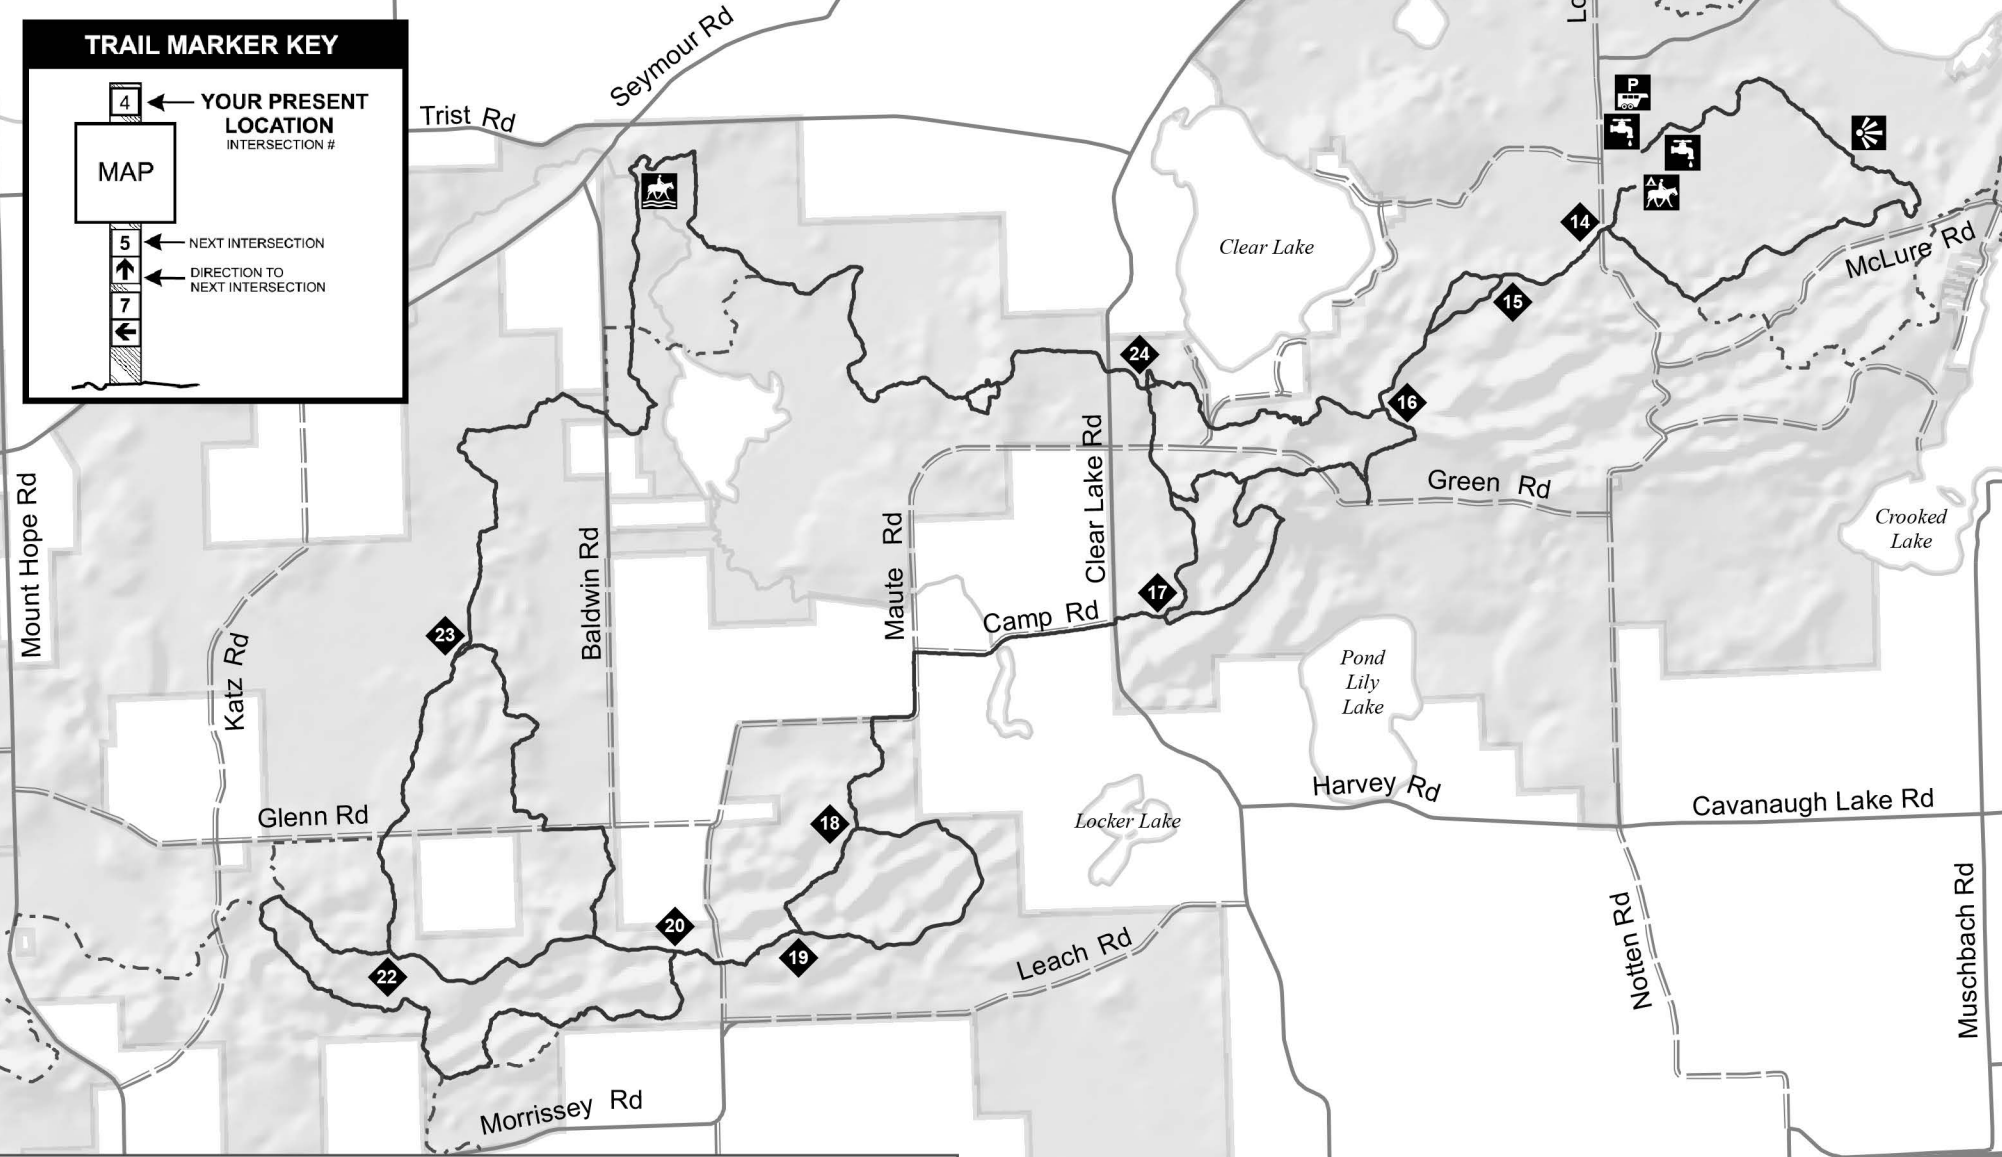 TRAIL MARKER KEY
4
YOUR PRESENT
LOCATION
INTERSECTION #
MAP
5
NEXT INTERSECTION
DIRECTION TO
NEXT INTERSECTION
7
Trist Rd
Seymour Rd
Lo
P
Clear Lake
14
McLure Rd
15
24
16
Mount Hope Rd
Katz Rd
Baldwin Rd
Maute Rd
Clear Lake Rd
Green Rd
Crooked
Lake
23
17
Camp Rd
Pond
Lily
Lake
Glenn Rd
18
Locker Lake
Harvey Rd
Cavanaugh Lake Rd
20
19
22
Leach Rd
Notten Rd
Muschbach Rd
Morrissey Rd